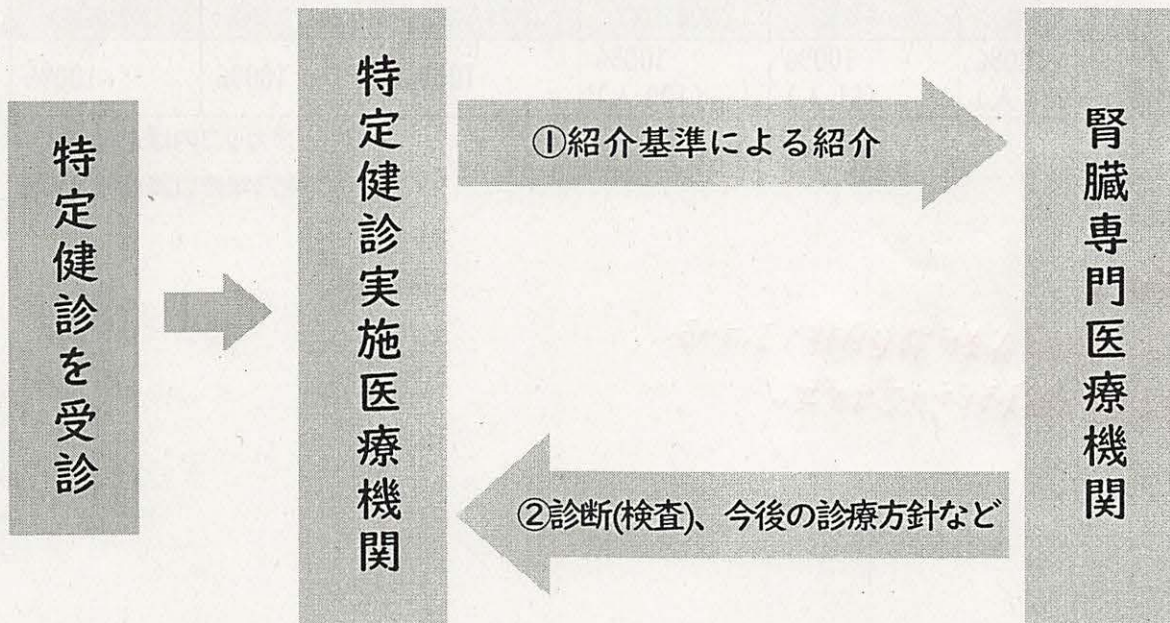 特定健診を受診
特定健診実施医療機関
①紹介基準による紹介
②診断(検査)、今後の診療方針など
腎臓専門医療機関